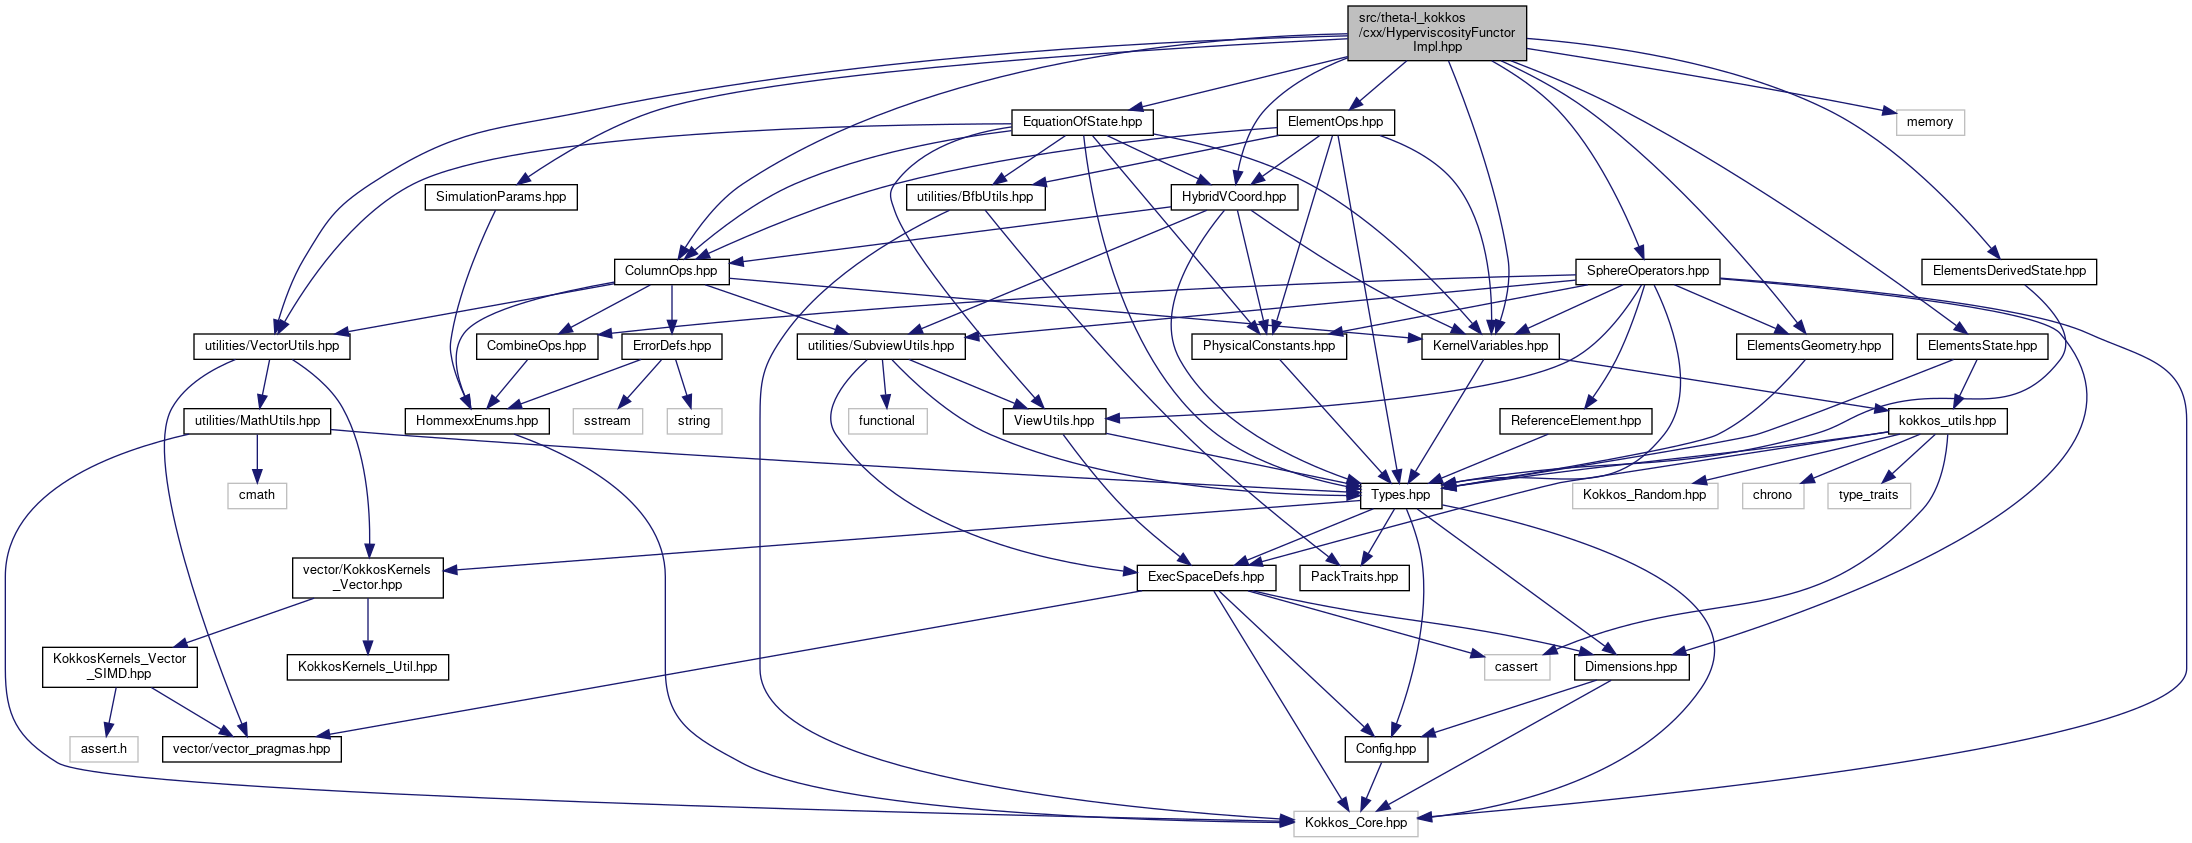 src/theta-l_kokkos
/cxx/HyperviscosityFunctor
Impl.hpp
EquationOfState.hpp
ElementOps.hpp
memory
SimulationParams.hpp
utilities/BfbUtils.hpp
HybridVCoord.hpp
ColumnOps.hpp
SphereOperators.hpp
ElementsDerivedState.hpp
utilities/VectorUtils.hpp
CombineOps.hpp
ErrorDefs.hpp
utilities/SubviewUtils.hpp
PhysicalConstants.hpp
KernelVariables.hpp
ElementsGeometry.hpp
ElementsState.hpp
utilities/MathUtils.hpp
HommexxEnums.hpp
sstream
string
functional
ViewUtils.hpp
ReferenceElement.hpp
kokkos_utils.hpp
cmath
Types.hpp
Kokkos_Random.hpp
chrono
type_traits
vector/KokkosKernels
_Vector.hpp
ExecSpaceDefs.hpp
PackTraits.hpp
KokkosKernels_Vector
_SIMD.hpp
KokkosKernels_Util.hpp
cassert
Dimensions.hpp
assert.h
vector/vector_pragmas.hpp
Config.hpp
Kokkos_Core.hpp